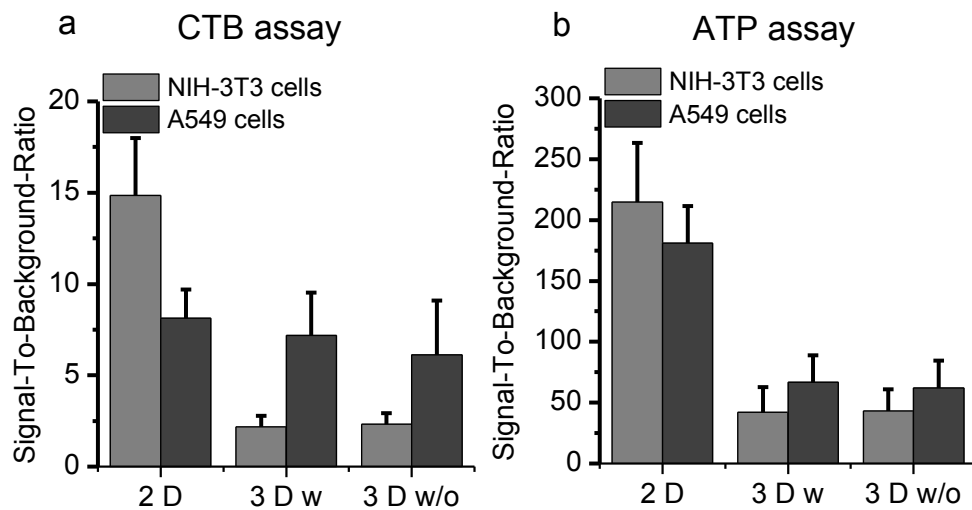 a
CTB assay
NIH-3T3 cells
A549 cells
Signal-To-Background-Ratio
20
15
10
5
0
2 D
3 D w
3 D w/o
b
ATP assay
NIH-3T3 cells
A549 cells
Signal-To-Background-Ratio
300
250
200
150
100
50
0
2 D
3 D w
3 D w/o